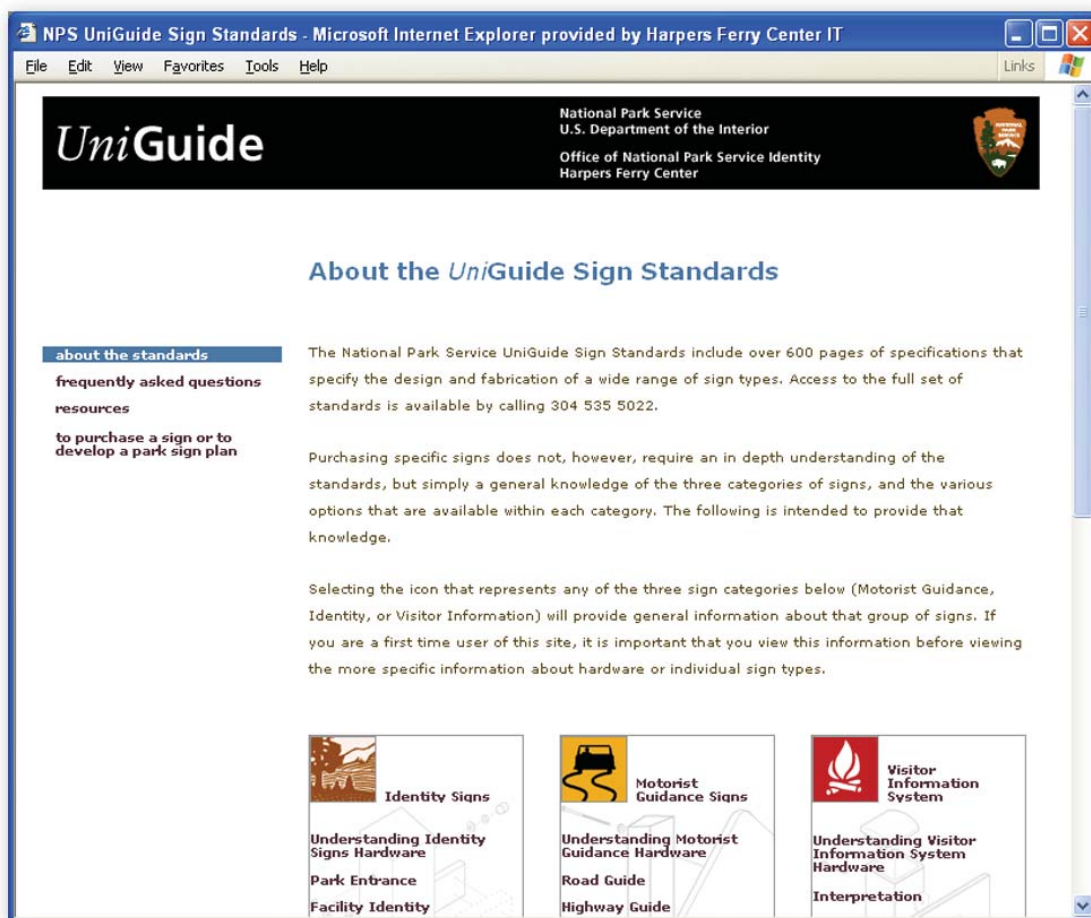 NPS UniGuide Sign Standards - Microsoft Internet Explorer provided by Harpers Ferry Center IT
File Edit View Favorites Tools Help Links
UniGuide
National Park Service
U.S. Department of the Interior
Office of National Park Service Identity
Harpers Ferry Center
NATIONAL
PARK
SERVICE
About the UniGuide Sign Standards
about the standards
frequently asked questions
resources
to purchase a sign or to
develop a park sign plan
The National Park Service UniGuide Sign Standards include over 600 pages of specifications that
specify the design and fabrication of a wide range of sign types. Access to the full set of
standards is available by calling 304 535 5022.
Purchasing specific signs does not, however, require an in depth understanding of the
standards, but simply a general knowledge of the three categories of signs, and the various
options that are available within each category. The following is intended to provide that
knowledge.
Selecting the icon that represents any of the three sign categories below (Motorist Guidance,
Identity, or Visitor Information) will provide general information about that group of signs. If
you are a first time user of this site, it is important that you view this information before viewing
the more specific information about hardware or individual sign types.
Identity Signs
Understanding Identity
Signs Hardware
Park Entrance
Facility Identity
Motorist
Guidance Signs
Understanding Motorist
Guidance Hardware
Road Guide
Highway Guide
Visitor
Information
System
Understanding Visitor
Information System
Hardware
Interpretation